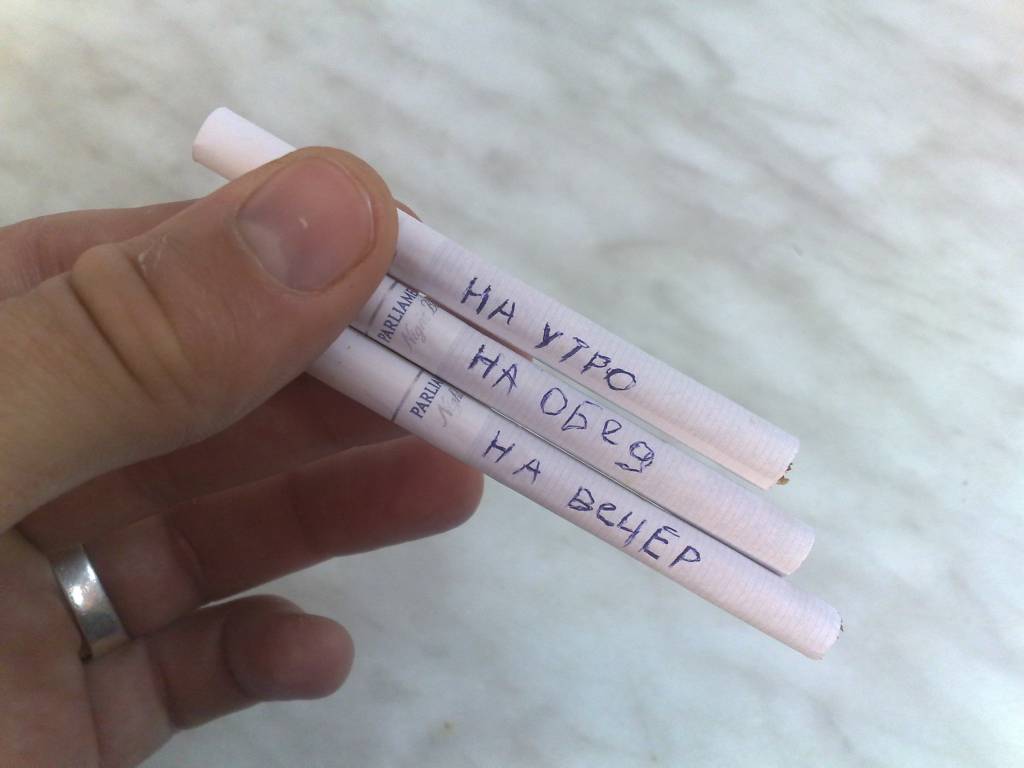 НА УТРО
PARLIAME
НА ОБЕД
PARLIA
НА ВЕЧЕР